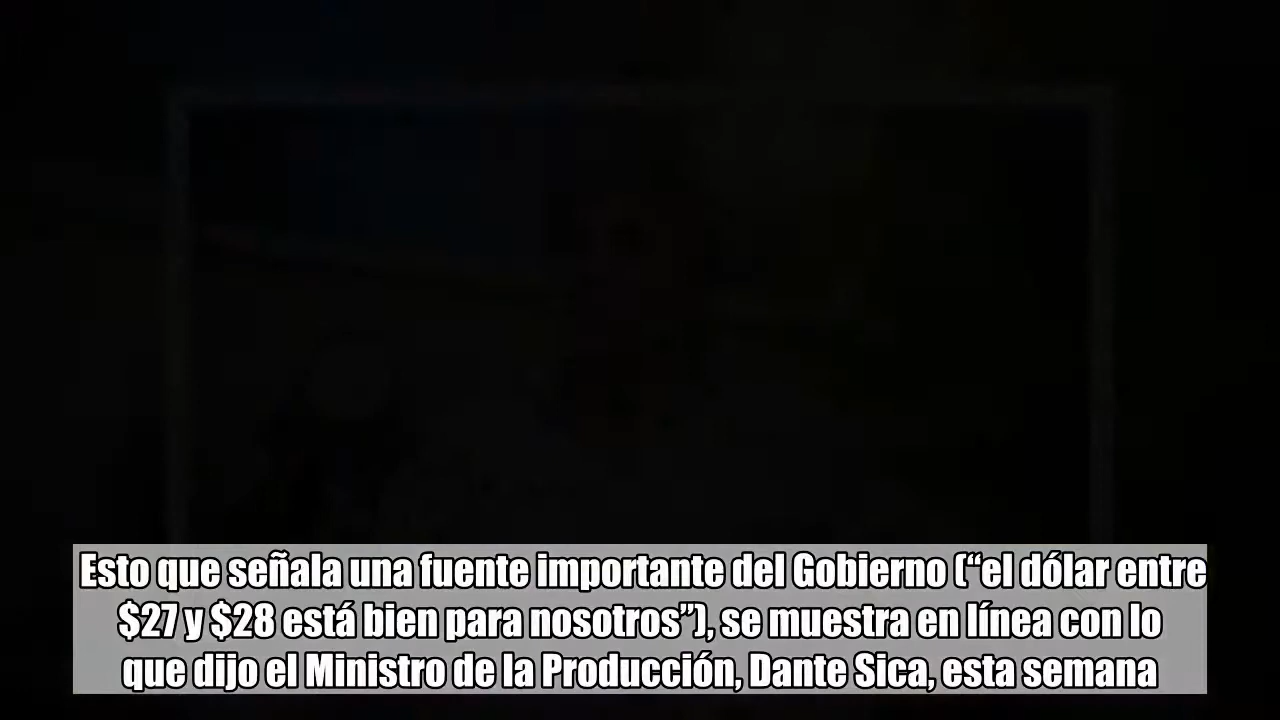 Esto que señala una fuente importante del Gobierno (“el dólar entre
$27 y $28 está bien para nosotros”), se muestra en línea con lo
que dijo el Ministro de la Producción, Dante Sica, esta semana